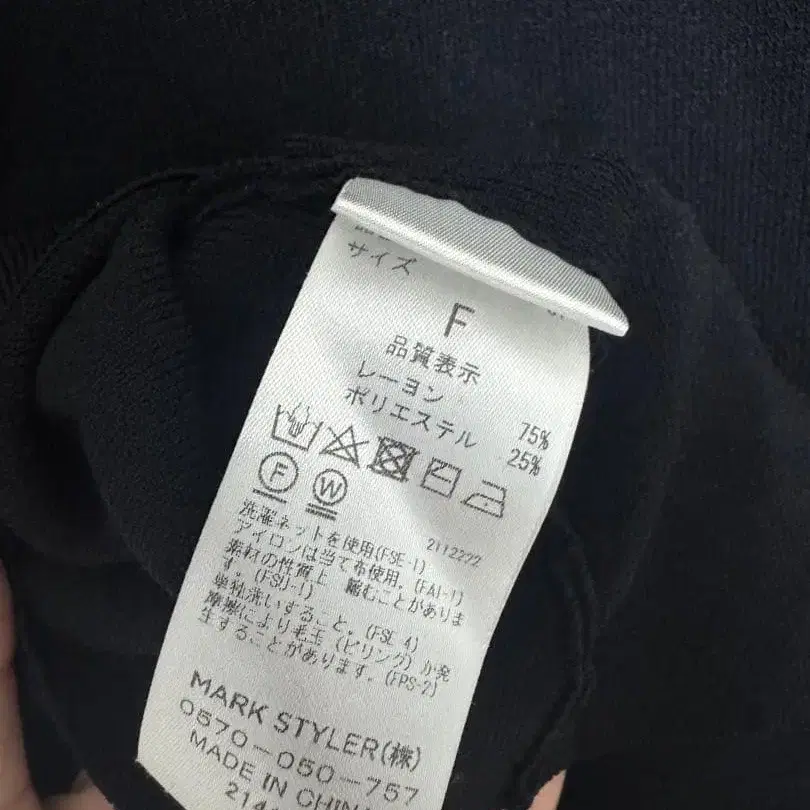 サイズ
F
品質表示
レーヨン 75%
ポリエステル 25%
F
W
2112222
洗濯ネットを使用(FSE-1)
アイロンは当て布使用。(FAI-1)
素材の性質上 縮むことがありま
す。(FSU-1)
単独洗いすること。(FSL-4)
摩擦により毛玉(ピリング)が発
生することがあります。(FPS-2)
MARK STYLER(株)
0570-050-757
MADE IN CHINA